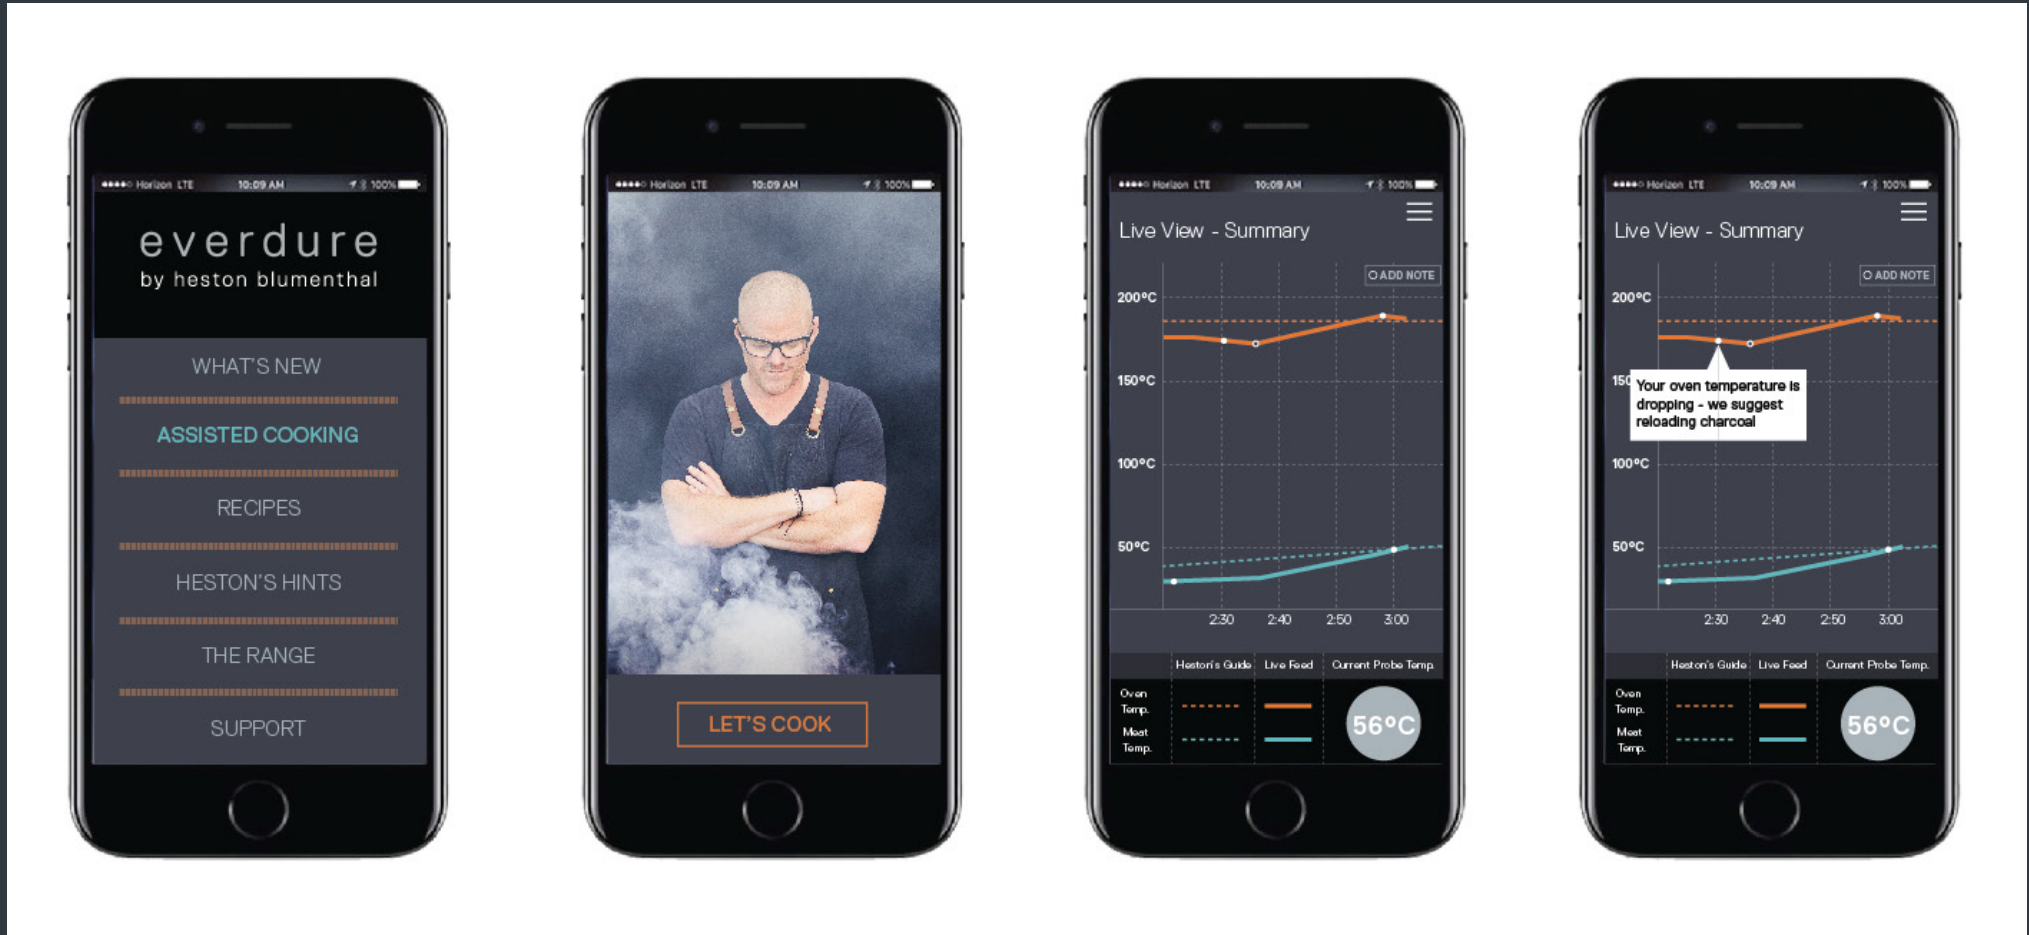 ●●●●○ Horizon LTE 10:09 AM 100%
everdure
by heston blumenthal
WHAT'S NEW
ASSISTED COOKING
RECIPES
HESTON'S HINTS
THE RANGE
SUPPORT
●●●●○ Horizon LTE 10:09 AM 100%
LET'S COOK
●●●●○ Horizon LTE 10:09 AM 100%
Live View - Summary
ADD NOTE
200°C
150°C
100°C
50°C
2:30 2:40 2:50 3:00
Heston's Guide Live Feed Current Probe Temp.
Oven
Temp.
Meat
Temp.
56°C
●●●●○ Horizon LTE 10:09 AM 100%
Live View - Summary
ADD NOTE
200°C
150
Your oven temperature is
dropping - we suggest
reloading charcoal
100°C
50°C
2:30 2:40 2:50 3:00
Heston's Guide Live Feed Current Probe Temp.
Oven
Temp.
Meat
Temp.
56°C